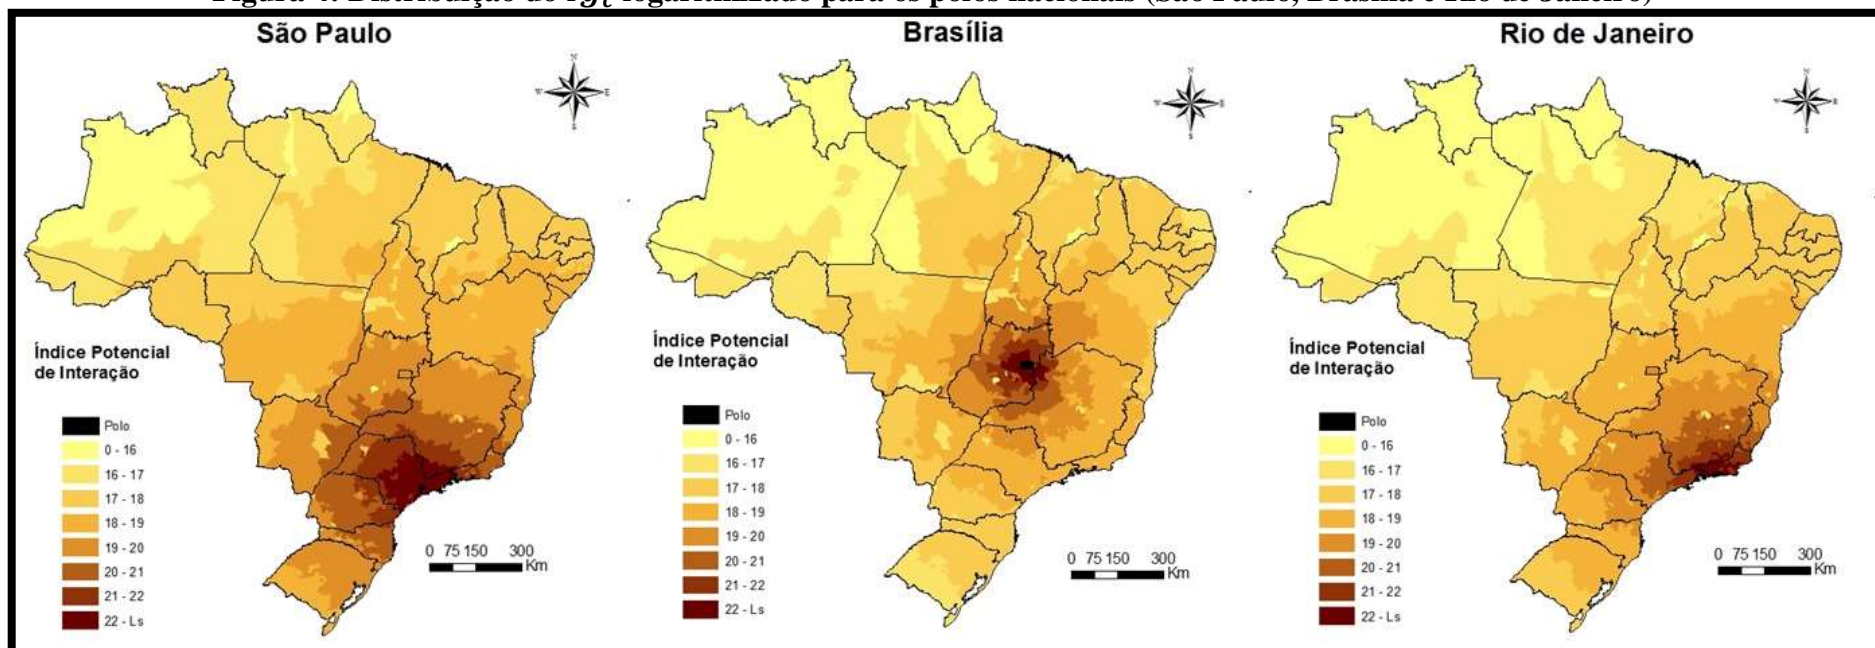 Figura 4: Distribuição do logaritmizado para os polos nacionais (São Paulo, Brasília e Rio de Janeiro)
São Paulo
N
W E
S
Índice Potencial
de Interação
Polo
0 - 16
16 - 17
17 - 18
18 - 19
19 - 20
20 - 21
21 - 22
22 - Ls
0 75 150 300
Km
Brasília
N
W E
S
Índice Potencial
de Interação
Polo
0 - 16
16 - 17
17 - 18
18 - 19
19 - 20
20 - 21
21 - 22
22 - Ls
0 75 150 300
Km
Rio de Janeiro
N
W E
S
Índice Potencial
de Interação
Polo
0 - 16
16 - 17
17 - 18
18 - 19
19 - 20
20 - 21
21 - 22
22 - Ls
0 75 150 300
Km